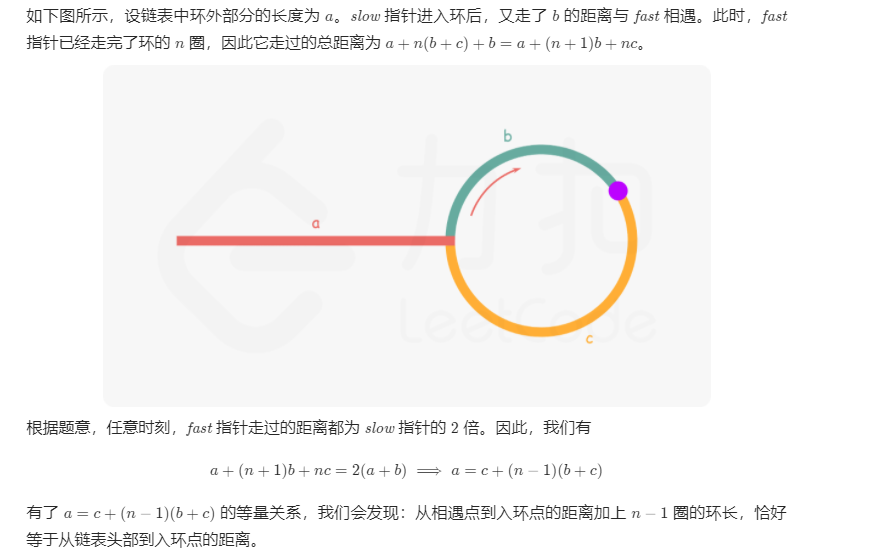 如下图所示，设链表中环外部分的长度为 a。slow 指针进入环后，又走了 b 的距离与 fast 相遇。此时，fast
指针已经走完了环的 n 圈，因此它走过的总距离为 a + n(b + c) + b = a + (n + 1)b + nc。
力扣
b
a
LeetCode
c
根据题意，任意时刻，fast 指针走过的距离都为 slow 指针的 2 倍。因此，我们有
a + (n + 1)b + nc = 2(a + b) ⟹ a = c + (n − 1)(b + c)
有了 a = c + (n − 1)(b + c) 的等量关系，我们会发现：从相遇点到入环点的距离加上 n − 1 圈的环长，恰好
等于从链表头部到入环点的距离。